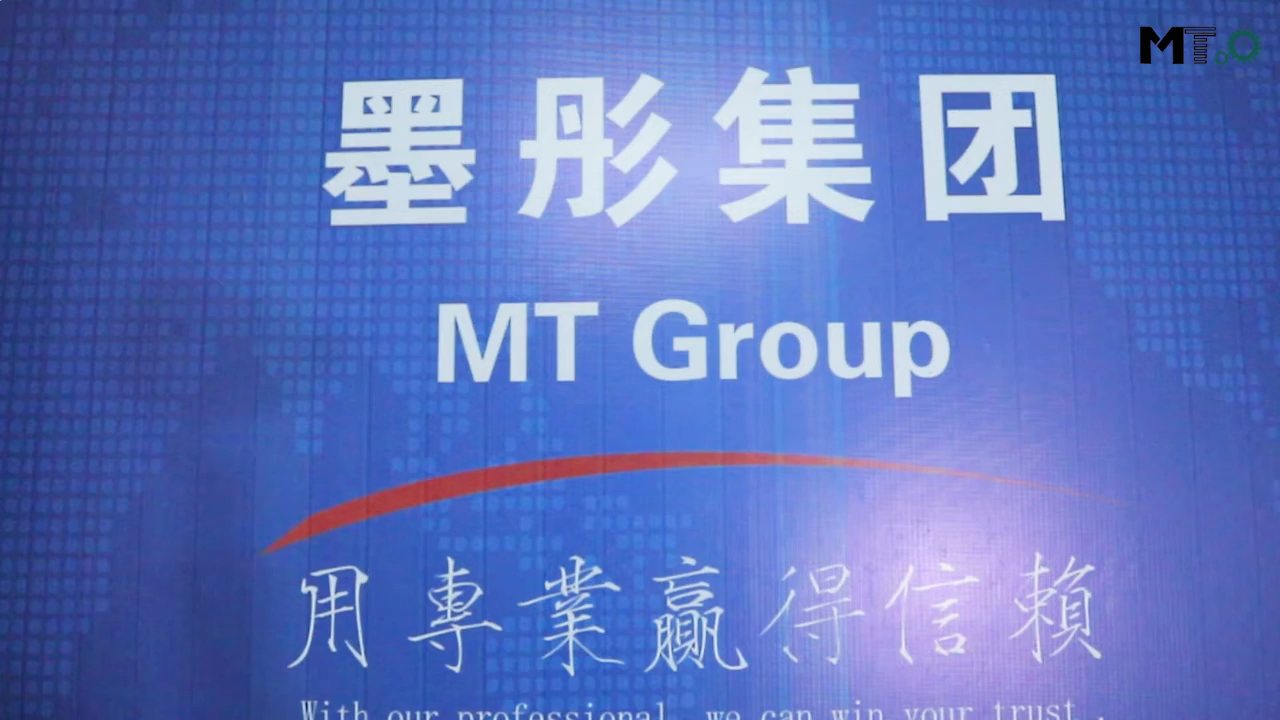 MT.O
墨彤集团
MT Group
用專業贏得信賴
With our professional, we can win your trust .